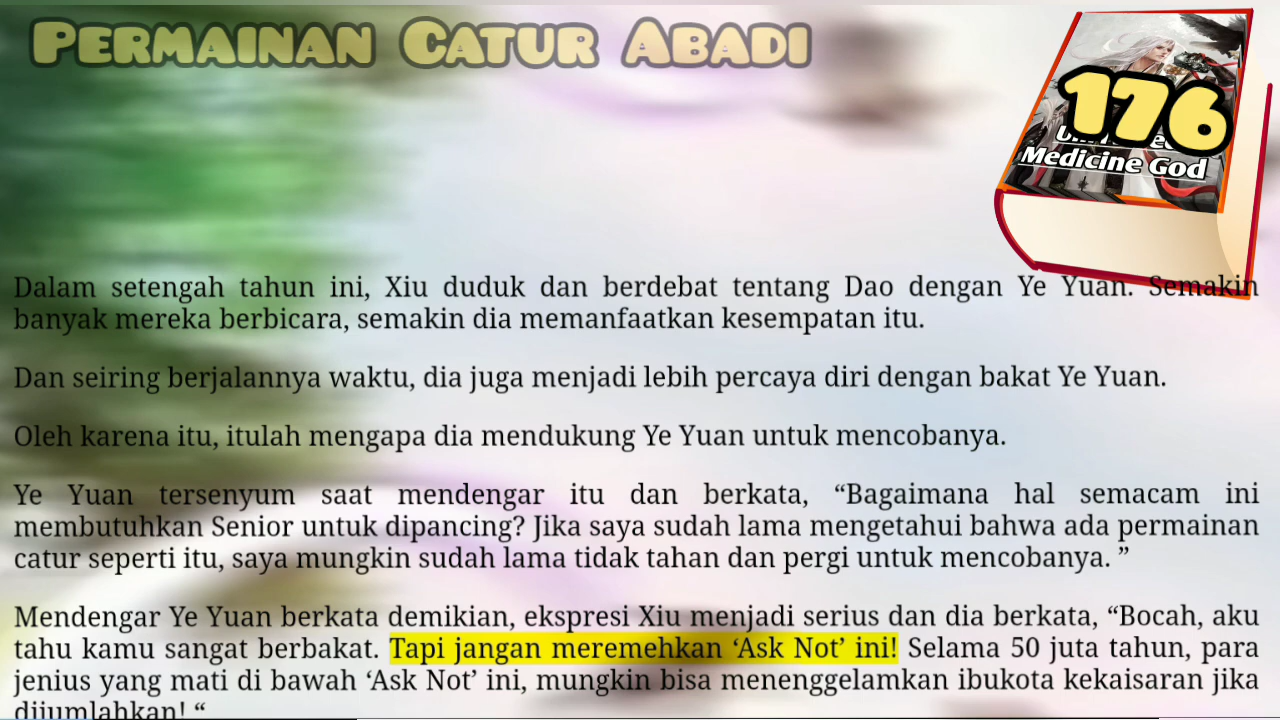 Permainan Catur Abadi
176
Medicine God
Dalam setengah tahun ini, Xiu duduk dan berdebat tentang Dao dengan Ye Yuan. Semakin
banyak mereka berbicara, semakin dia memanfaatkan kesempatan itu.
Dan seiring berjalannya waktu, dia juga menjadi lebih percaya diri dengan bakat Ye Yuan.
Oleh karena itu, itulah mengapa dia mendukung Ye Yuan untuk mencobanya.
Ye Yuan tersenyum saat mendengar itu dan berkata, “Bagaimana hal semacam ini
membutuhkan Senior untuk dipancing? Jika saya sudah lama mengetahui bahwa ada permainan
catur seperti itu, saya mungkin sudah lama tidak tahan dan pergi untuk mencobanya. ”
Mendengar Ye Yuan berkata demikian, ekspresi Xiu menjadi serius dan dia berkata, “Bocah, aku
tahu kamu sangat berbakat. Tapi jangan meremehkan ‘Ask Not’ ini! Selama 50 juta tahun, para
jenius yang mati di bawah ‘Ask Not’ ini, mungkin bisa menenggelamkan ibukota kekaisaran jika
dijumlahkan! “